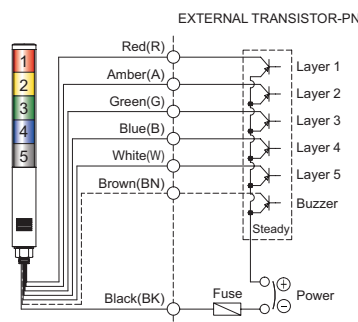 EXTERNAL TRANSISTOR-PN
Red(R)
Layer 1
Amber(A)
Layer 2
Green(G)
Layer 3
Blue(B)
Layer 4
White(W)
Layer 5
Brown(BN)
Buzzer
Steady
1
2
3
4
5
Black(BK)
Fuse
+
Power
−